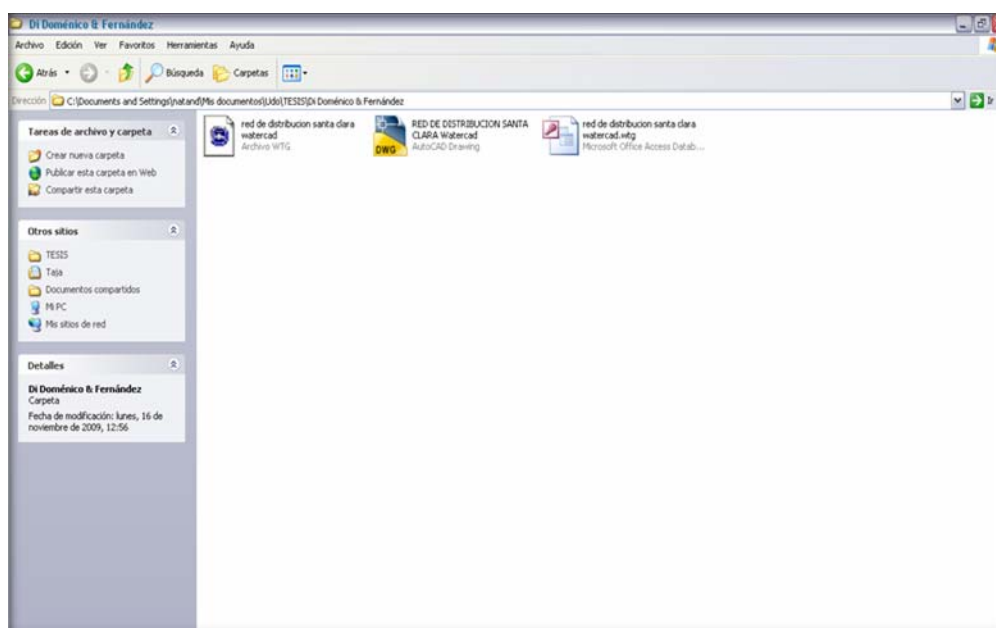 Di Doménico & Fernández
Archivo Edición Ver Favoritos Herramientas Ayuda
Atrás Búsqueda Carpetas
Dirección C:\Documents and Settings\natand\Mis documentos\Udo\TESIS\Di Doménico & Fernández Ir
Tareas de archivo y carpeta
Crear nueva carpeta
Publicar esta carpeta en Web
Compartir esta carpeta
Otros sitios
TESIS
Taja
Documentos compartidos
Mi PC
Mis sitios de red
Detalles
Di Doménico & Fernández
Carpeta
Fecha de modificación: lunes, 16 de
noviembre de 2009, 12:56
red de distribucion santa clara
watercad
Archivo WTG
DWG
RED DE DISTRIBUCION SANTA
CLARA Watercad
AutoCAD Drawing
red de distribucion santa clara
watercad.wtg
Microsoft Office Access Datab...